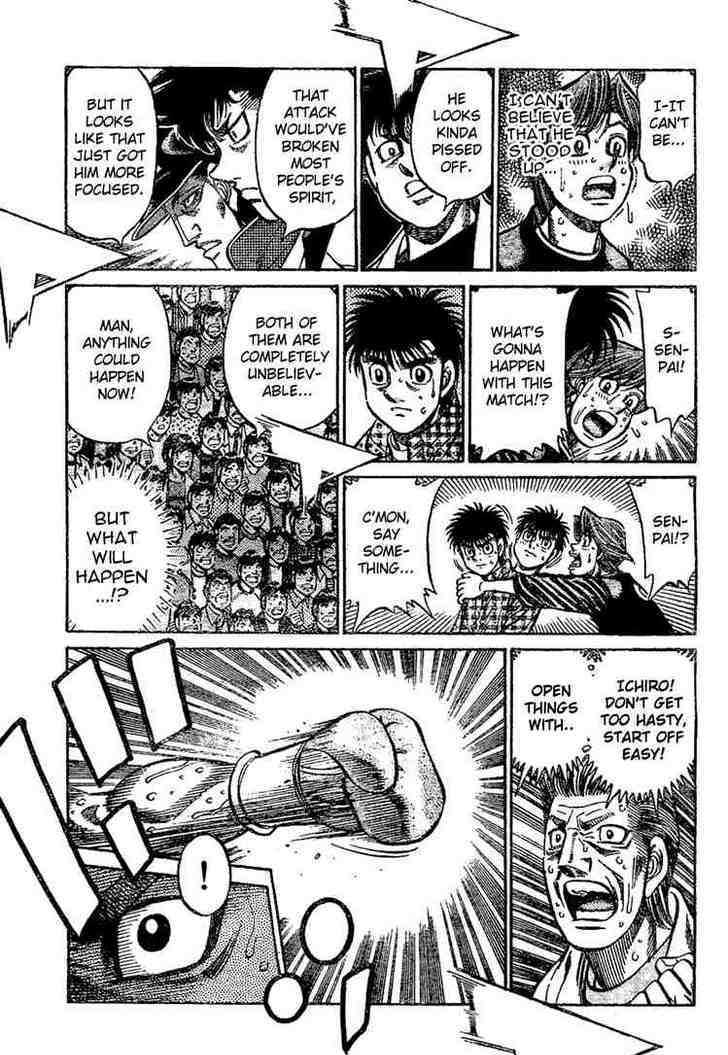 I-IT
CAN'T
BE...
ISCAN'T
BELIEVE
THAT HE
STOOD
UP...
HE
LOOKS
KINDA
PISSED
OFF.
THAT
ATTACK
WOULD'VE
BROKEN
MOST
PEOPLE'S
SPIRIT,
BUT IT
LOOKS
LIKE THAT
JUST GOT
HIM MORE
FOCUSED.
S-
SEN-
PAI!
WHAT'S
GONNA
HAPPEN
WITH THIS
MATCH!?
BOTH OF
THEM ARE
COMPLETELY
UNBELIEV-
ABLE...
MAN,
ANYTHING
COULD
HAPPEN
NOW!
BUT
WHAT
WILL
HAPPEN
...!?
SEN-
PAI!?
C'MON,
SAY
SOME-
THING...
ICHIRO!
DON'T GET
TOO HASTY,
START OFF
EASY!
OPEN
THINGS
WITH..
!